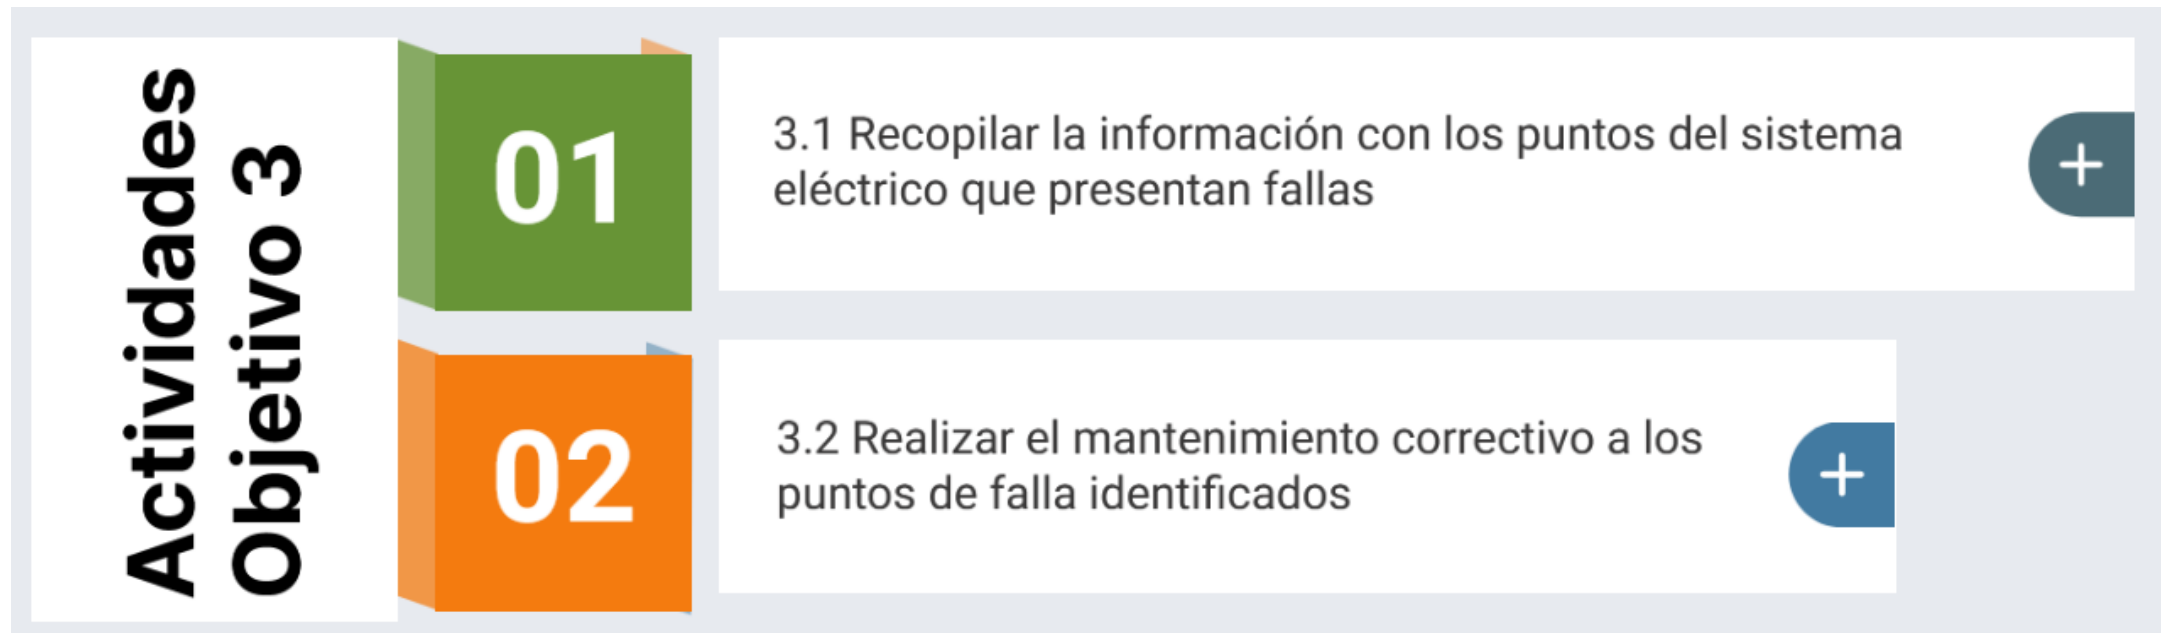 Actividades
Objetivo 3
01
3.1 Recopilar la información con los puntos del sistema
eléctrico que presentan fallas
+
02
3.2 Realizar el mantenimiento correctivo a los
puntos de falla identificados
+